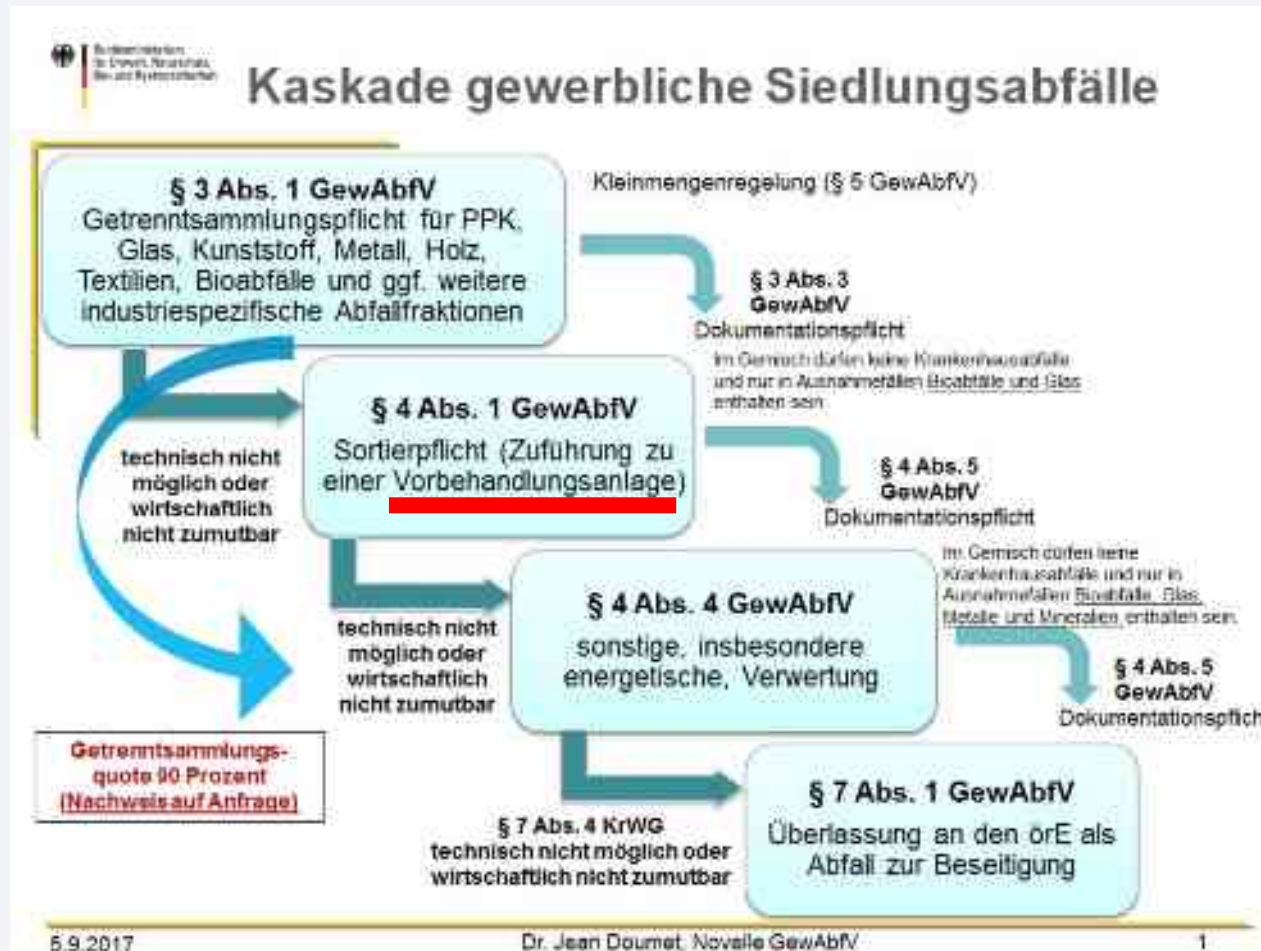 Kaskade gewerbliche Siedlungsabfälle
§ 3 Abs. 1 GewAbfV
Getrenntsammlungspflicht für PPK,
Glas, Kunststoff, Metall, Holz,
Textilien, Bioabfälle und ggf. weitere
industriespezifische Abfallfraktionen
Kleinmengenregelung (§ 5 GewAbfV)
§ 3 Abs. 3
GewAbfV
Dokumentationspflicht
Im Gemisch dürfen keine Krankenhausabfälle
und nur in Ausnahmefällen Bioabfälle und Glas
enthalten sein
technisch nicht
möglich oder
wirtschaftlich
nicht zumutbar
§ 4 Abs. 1 GewAbfV
Sortierpflicht (Zuführung zu
einer Vorbehandlungsanlage)
§ 4 Abs. 5
GewAbfV
Dokumentationspflicht
Im Gemisch dürfen keine
Krankenhausabfälle und nur in
Ausnahmefällen Bioabfälle, Glas,
Metalle und Mineralien enthalten sein.
technisch nicht
möglich oder
wirtschaftlich
nicht zumutbar
§ 4 Abs. 4 GewAbfV
sonstige, insbesondere
energetische, Verwertung
§ 4 Abs. 5
GewAbfV
Dokumentationspflich
Getrenntsammlungs-
quote 90 Prozent
(Nachweis auf Anfrage)
§ 7 Abs. 4 KrWG
technisch nicht möglich oder
wirtschaftlich nicht zumutbar
§ 7 Abs. 1 GewAbfV
Überlassung an den örE als
Abfall zur Beseitigung
5.9.2017
Dr. Jean Doumet, Novelle GewAbfV
1